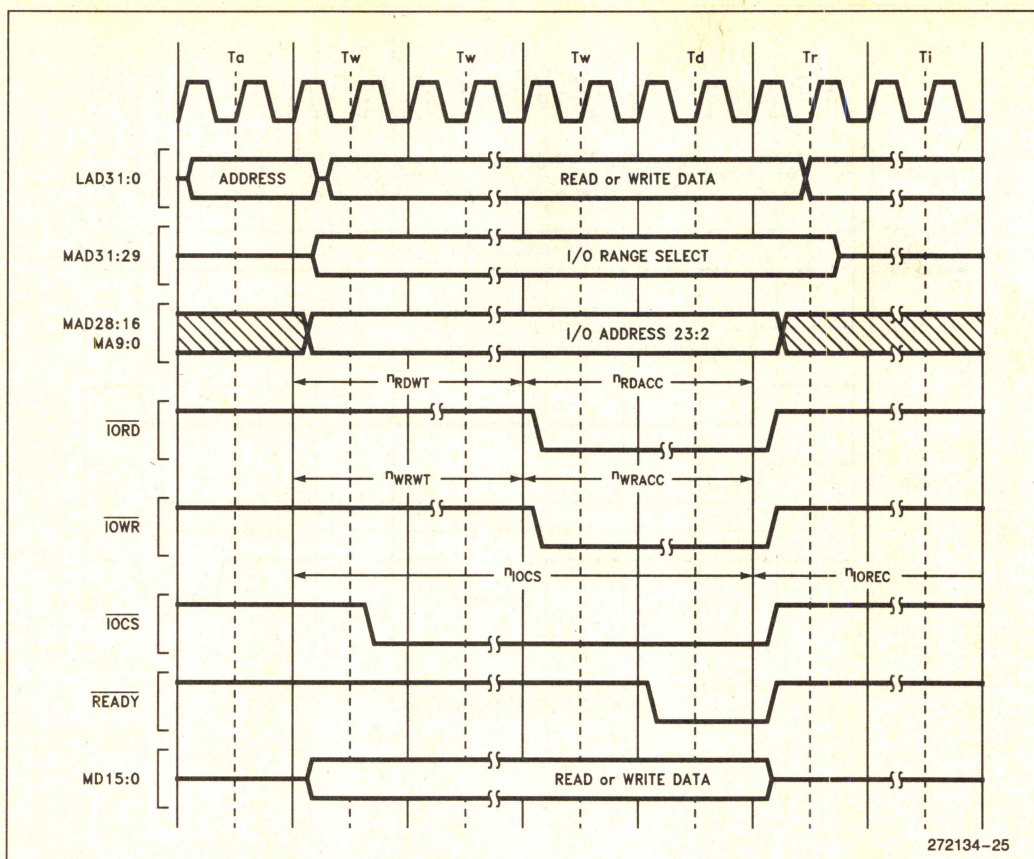 Ta Tw Tw Tw Td Tr Ti
LAD31:0 ADDRESS READ or WRITE DATA
MAD31:29 I/O RANGE SELECT
MAD28:16
MA9:0
I/O ADDRESS 23:2
nRDWT nRDACC
IORD
nWRWT nWRACC
IOWR
nIOCS nIOREC
IOCS
READY
MD15:0 READ or WRITE DATA
272134-25